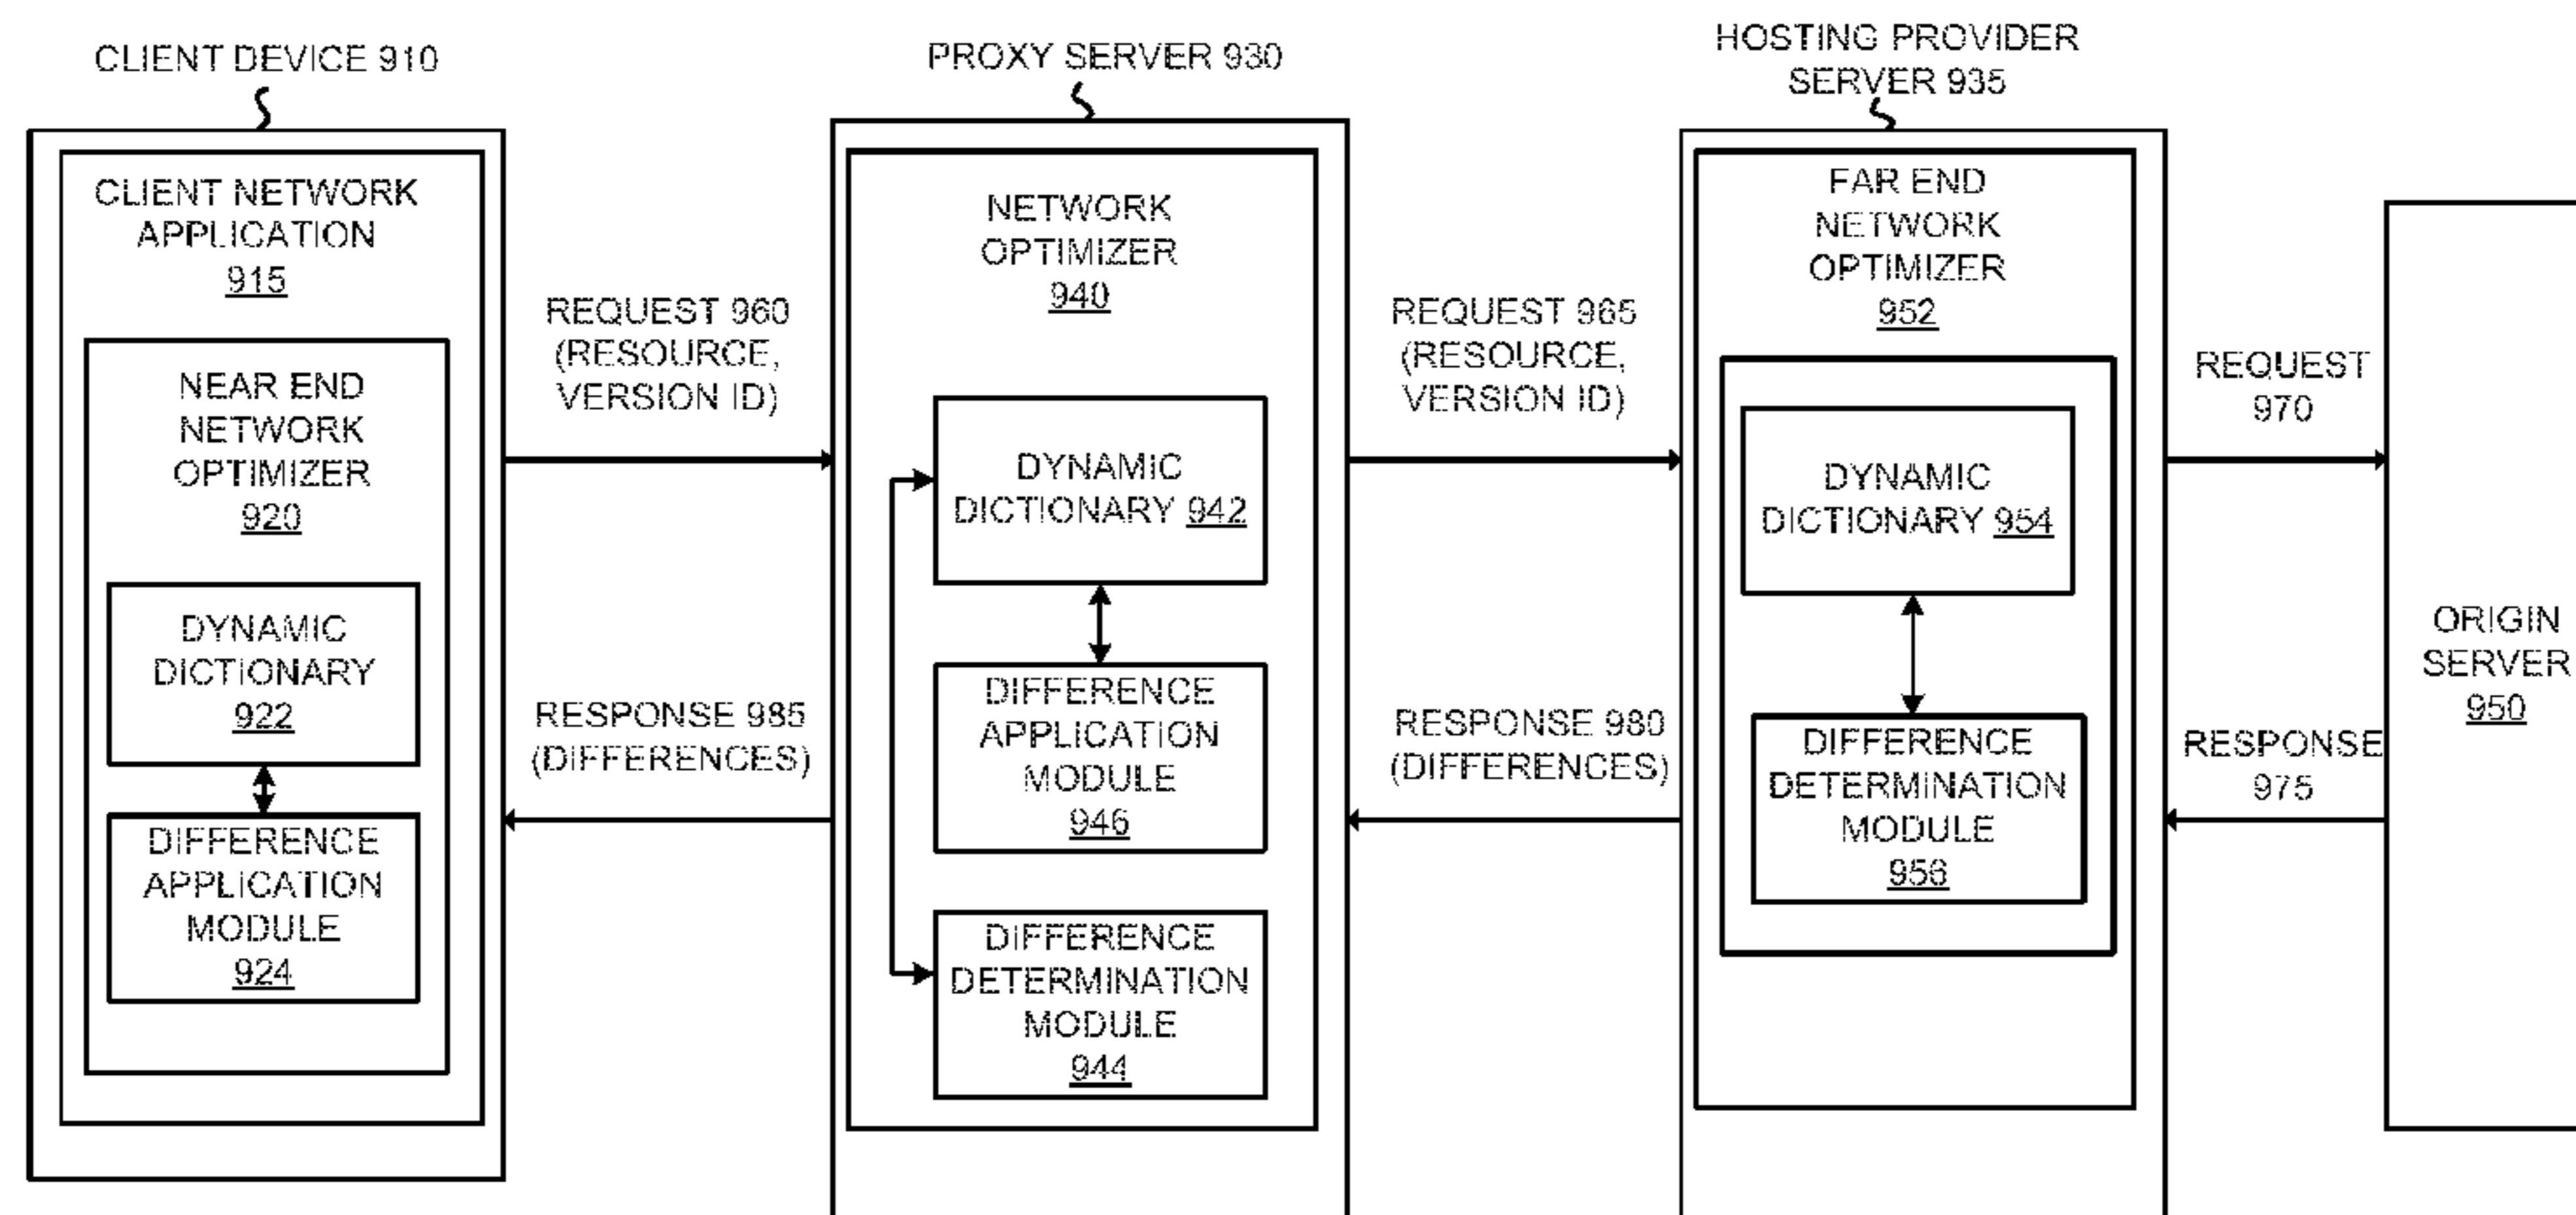 CLIENT DEVICE 910
CLIENT NETWORK
APPLICATION
915
NEAR END
NETWORK
OPTIMIZER
920
DYNAMIC
DICTIONARY
922
DIFFERENCE
APPLICATION
MODULE
924
REQUEST 960
(RESOURCE,
VERSION ID)
RESPONSE 985
(DIFFERENCES)
PROXY SERVER 930
NETWORK
OPTIMIZER
940
DYNAMIC
DICTIONARY 942
DIFFERENCE
APPLICATION
MODULE
946
DIFFERENCE
DETERMINATION
MODULE
944
REQUEST 965
(RESOURCE,
VERSION ID)
RESPONSE 980
(DIFFERENCES)
HOSTING PROVIDER
SERVER 935
FAR END
NETWORK
OPTIMIZER
952
DYNAMIC
DICTIONARY 954
DIFFERENCE
DETERMINATION
MODULE
956
REQUEST
970
RESPONSE
975
ORIGIN
SERVER
950